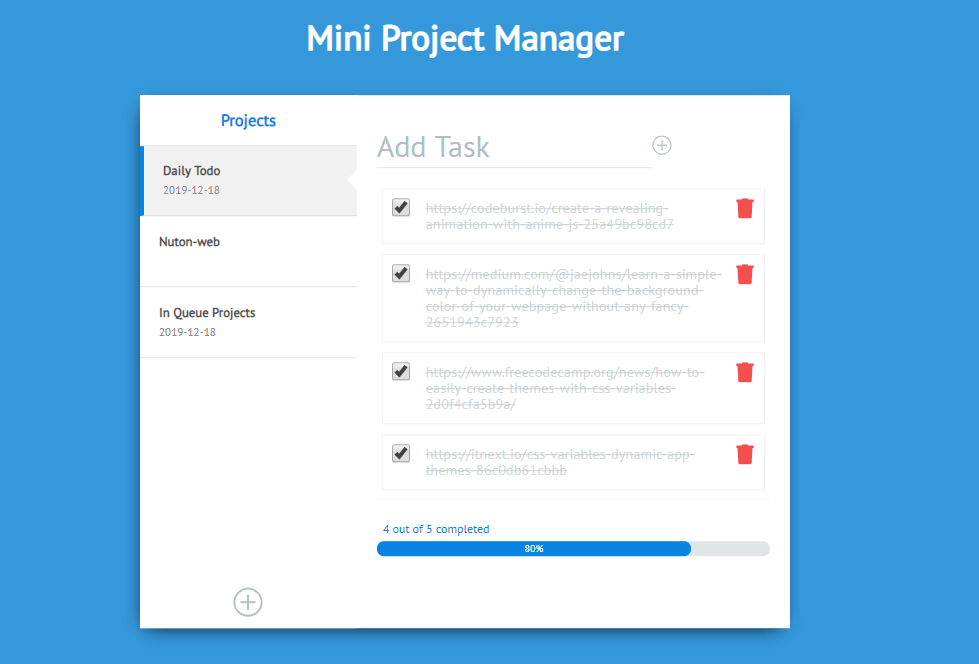 Mini Project Manager
Projects
Daily Todo
2019-12-18
Nuton-web
In Queue Projects
2019-12-18
Add Task
https://codeburst.io/create-a-revealing-
animation-with-anime-js-25a49bc98cd7
https://medium.com/@jaejohns/learn-a-simple-
way-to-dynamically-change-the-background-
color-of-your-webpage-without-any-fancy-
2651943c7923
https://www.freecodecamp.org/news/how-to-
easily-create-themes-with-css-variables-
2d0f4cfa5b9a/
https://itnext.io/css-variables-dynamic-app-
themes-86c0db61cbbb
4 out of 5 completed
80%